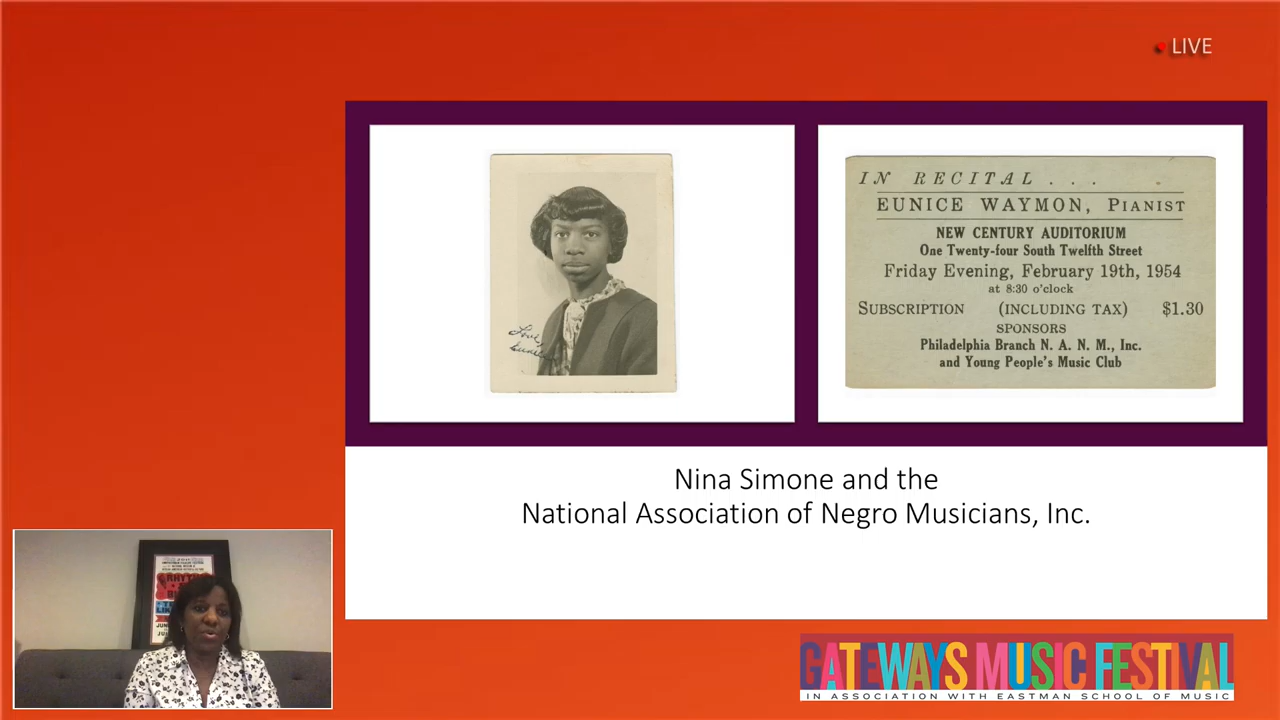 LIVE
IN RECITAL . . .
EUNICE WAYMON, PIANIST
NEW CENTURY AUDITORIUM
One Twenty-four South Twelfth Street
Friday Evening, February 19th, 1954
at 8:30 o'clock
SUBSCRIPTION (INCLUDING TAX) $1.30
SPONSORS
Philadelphia Branch N. A. N. M., Inc.
and Young People's Music Club
Love,
Nina Simone and the
National Association of Negro Musicians, Inc.
GATEWAYS MUSIC FESTIVAL
IN ASSOCIATION WITH EASTMAN SCHOOL OF MUSIC